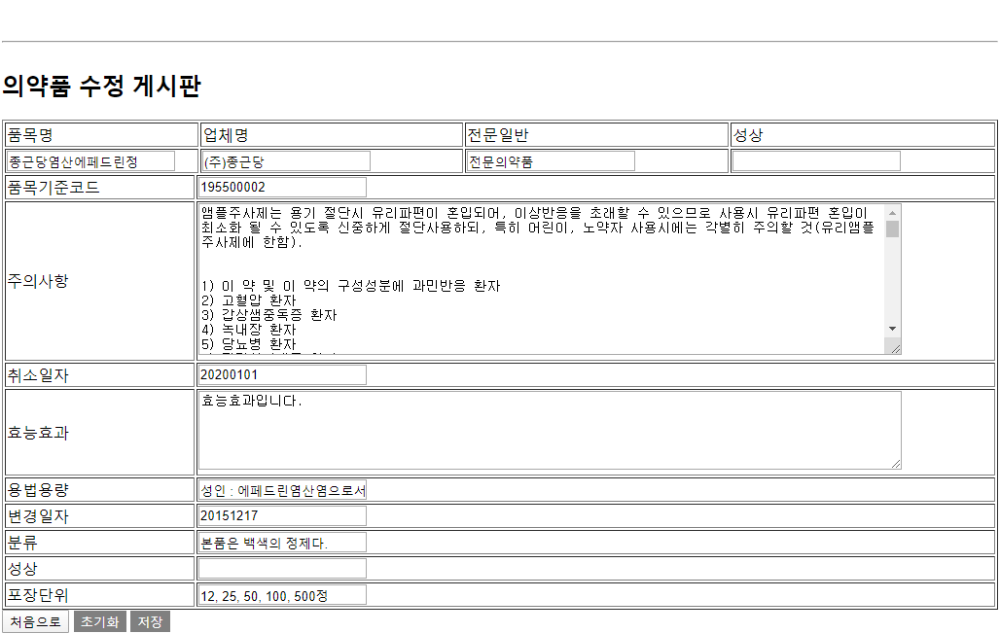 의약품 수정 게시판
품목명 업체명 전문일반 성상
종근당염산에페드린정 (주)종근당 전문의약품
품목기준코드 195500002
앰플주사제는 용기 절단시 유리파편이 혼입되어, 이상반응을 초래할 수 있으므로 사용시 유리파편 혼입이
최소화 될 수 있도록 신중하게 절단사용하되, 특히 어린이, 노약자 사용시에는 각별히 주의할 것(유리앰플
주사제에 한함).
주의사항
1) 이 약 및 이 약의 구성성분에 과민반응 환자
2) 고혈압 환자
3) 갑상샘중독증 환자
4) 녹내장 환자
5) 당뇨병 환자
취소일자 20200101
효능효과 효능효과입니다.
용법용량 성인 : 에페드린염산염으로서
변경일자 20151217
분류 본품은 백색의 정제다.
성상
포장단위 12, 25, 50, 100, 500정
처음으로 초기화 저장